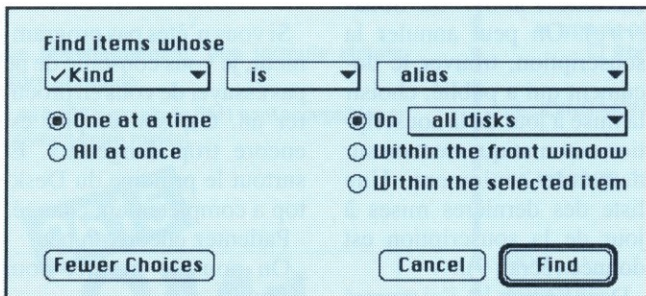 Find items whose
✓Kind is alias
One at a time On all disks
All at once Within the front window
Within the selected item
Fewer Choices Cancel Find